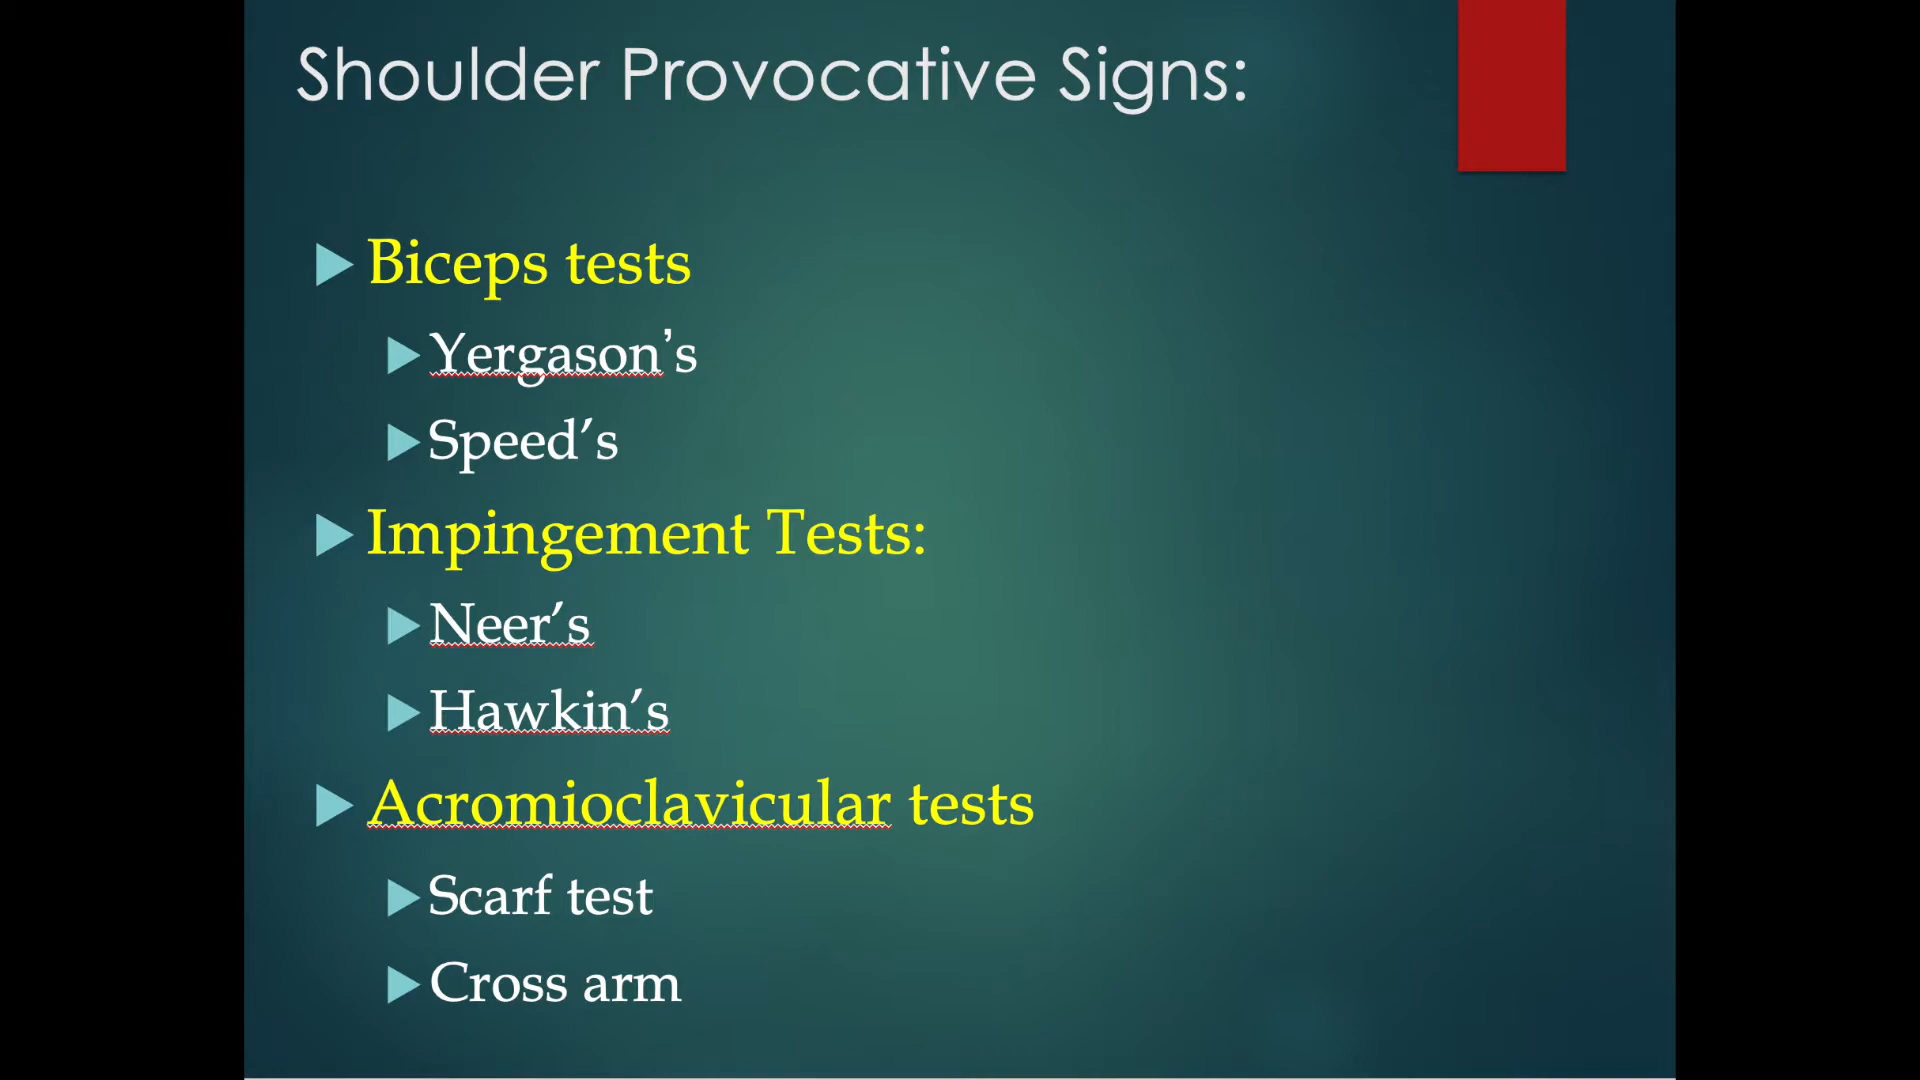 Shoulder Provocative Signs:
Biceps tests
Yergason's
Speed's
Impingement Tests:
Neer's
Hawkin's
Acromioclavicular tests
Scarf test
Cross arm